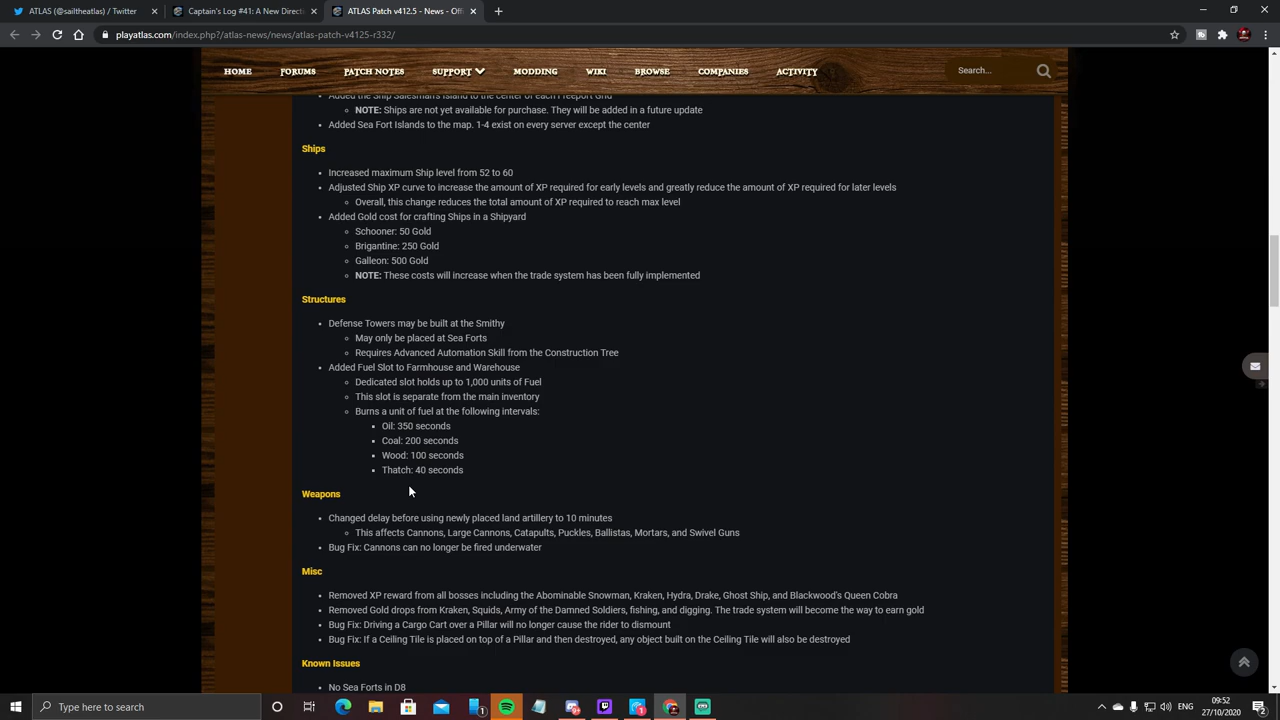 ATLAS (@sailtheatlas) / Twitter
Captain's Log #41: A New Directio
ATLAS v412.5 - News - Official AT
playatlas.com/index.php?/news/atlas-news/patch-v4125-r332/
HOME
FORUMS
PATCH NOTES
SUPPORT
MODDING
WIKI
BROWSE
COMPANIES
ACTIVITY
Search...
Added the Ship Salesman's Island to the center of each Freeport Grid
NOTE: Ships are not yet available for purchase. They will be added in a future update
Added Sea Fort Islands to the map. 1-4 exist on every server except the center
Ships
Increased maximum Ship level from 52 to 60
Adjusted Ship XP curve to increase the amount of XP required for early levels and greatly reduce the amount of XP required for later levels
Overall, this change reduces the total amount of XP required to reach max level
Added Gold cost for crafting Ships in a Shipyard
Schooner: 50 Gold
Brigantine: 250 Gold
Galleon: 500 Gold
NOTE: These costs will increase when the trade system has been fully implemented
Structures
Defense Towers may be built at the Smithy
May only be placed at Sea Forts
Requires Advanced Automation Skill from the Construction Tree
Added Fuel Slot to Farmhouse and Warehouse
Dedicated slot holds up to 1,000 units of Fuel
This slot is separate from the main inventory
Burns a unit of fuel at the following intervals:
Oil: 350 seconds
Coal: 200 seconds
Wood: 100 seconds
Thatch: 40 seconds
Weapons
Changed delay before using newly placed land artillery to 10 minutes
This affects Cannons, Large Cannons, Catapults, Puckles, Ballistas, Mortars, and Swivel Guns
Bug Fix: Cannons can no longer be fired underwater
Misc
Removed XP reward from all bosses including the Abominable Snowman, Kraken, Hydra, Drake, Ghost Ship, and Blackwood's Queen Cobra
Removed Gold drops from Kraken, Squids, Army of the Damned Soldiers, fishing, and digging. The trade system will become the way to earn gold
Bug Fix: Driving a Cargo Cart over a Pillar will no longer cause the rider to dismount
Bug Fix: If a Ceiling Tile is placed on top of a Pillar and then destroyed, any object built on the Ceiling Tile will also be destroyed
Known Issues
No Sea Forts in D8
Type here to search
1
ENG
09:52
27/10/2020